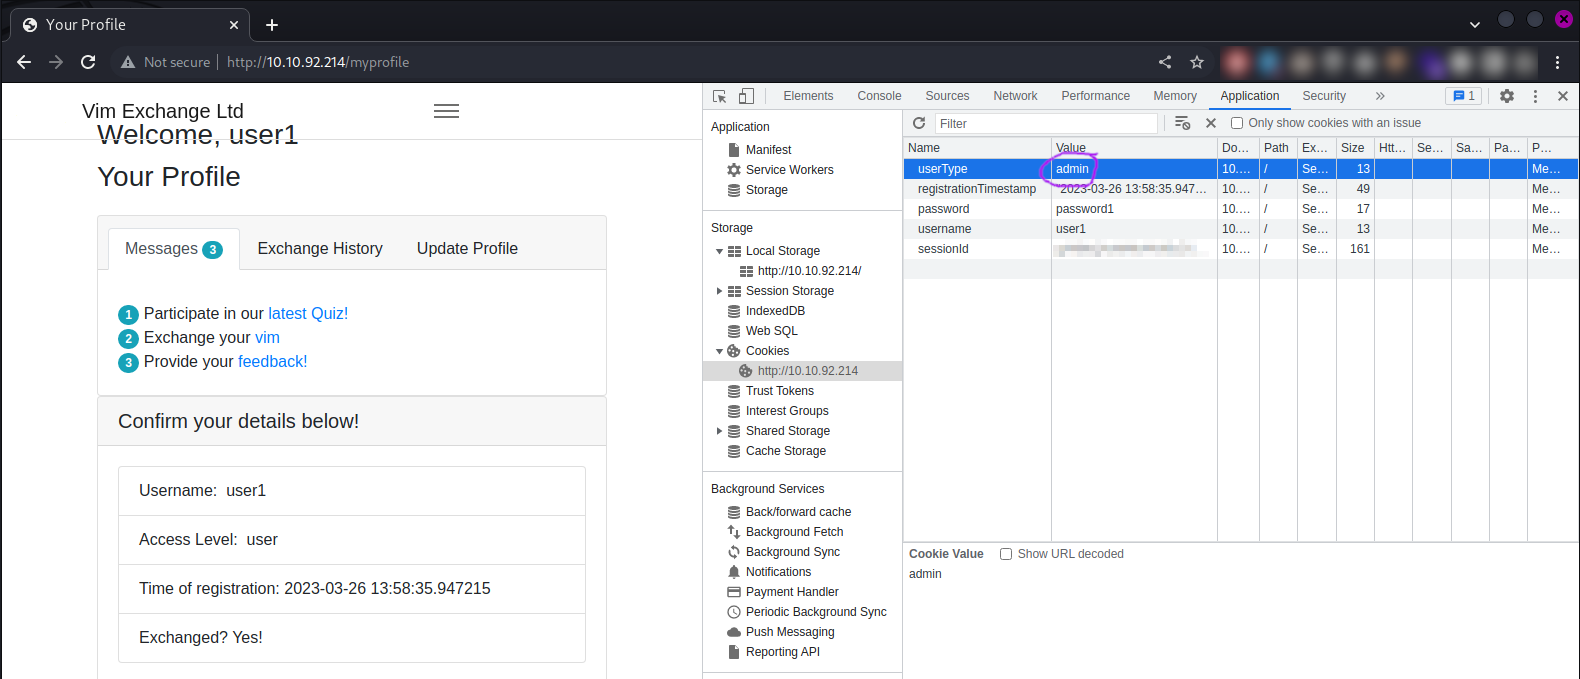 Your Profile
Not secure http://10.10.92.214/myprofile
Vim Exchange Ltd
Welcome, user1
Your Profile
Messages 3 Exchange History Update Profile
1 Participate in our latest Quiz!
2 Exchange your vim
3 Provide your feedback!
Confirm your details below!
Username: user1
Access Level: user
Time of registration: 2023-03-26 13:58:35.947215
Exchanged? Yes!
Elements Console Sources Network Performance Memory Application Security » 1
Application
Manifest
Service Workers
Storage
Storage
Local Storage
http://10.10.92.214/
Session Storage
IndexedDB
Web SQL
Cookies
http://10.10.92.214
Trust Tokens
Interest Groups
Shared Storage
Cache Storage
Background Services
Back/forward cache
Background Fetch
Background Sync
Notifications
Payment Handler
Periodic Background Sync
Push Messaging
Reporting API
Filter Only show cookies with an issue
Name Value Do… Path Ex… Size Htt… Se… Sa… Pa… P…
userType admin 10.… / Se… 13 Me…
registrationTimestamp "2023-03-26 13:58:35.947… 10.… / Se… 49 Me…
password password1 10.… / Se… 17 Me…
username user1 10.… / Se… 13 Me…
sessionId 10.… / Se… 161 Me…
Cookie Value Show URL decoded
admin